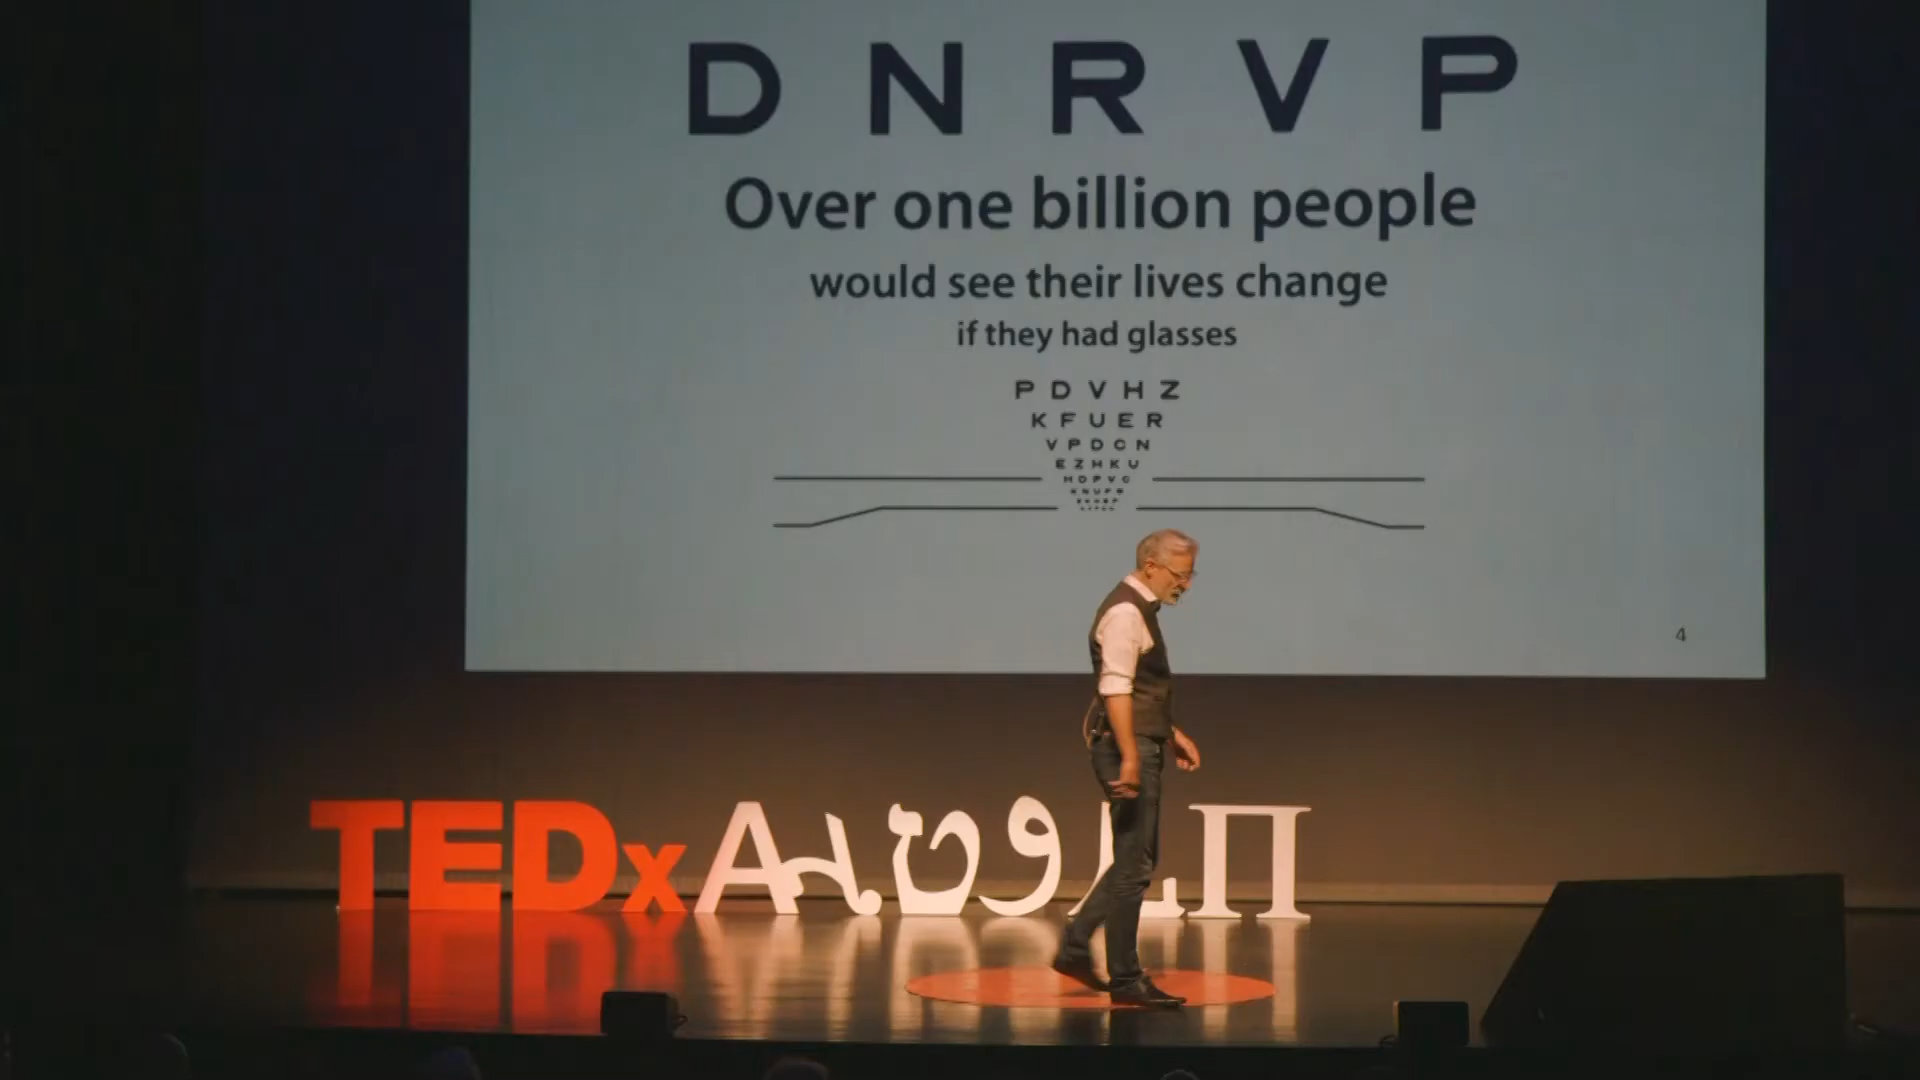 D N R V P
Over one billion people
would see their lives change
if they had glasses
P D V H Z
K F U E R
V P D C N
E Z H K U
H D P V C
4
TEDx